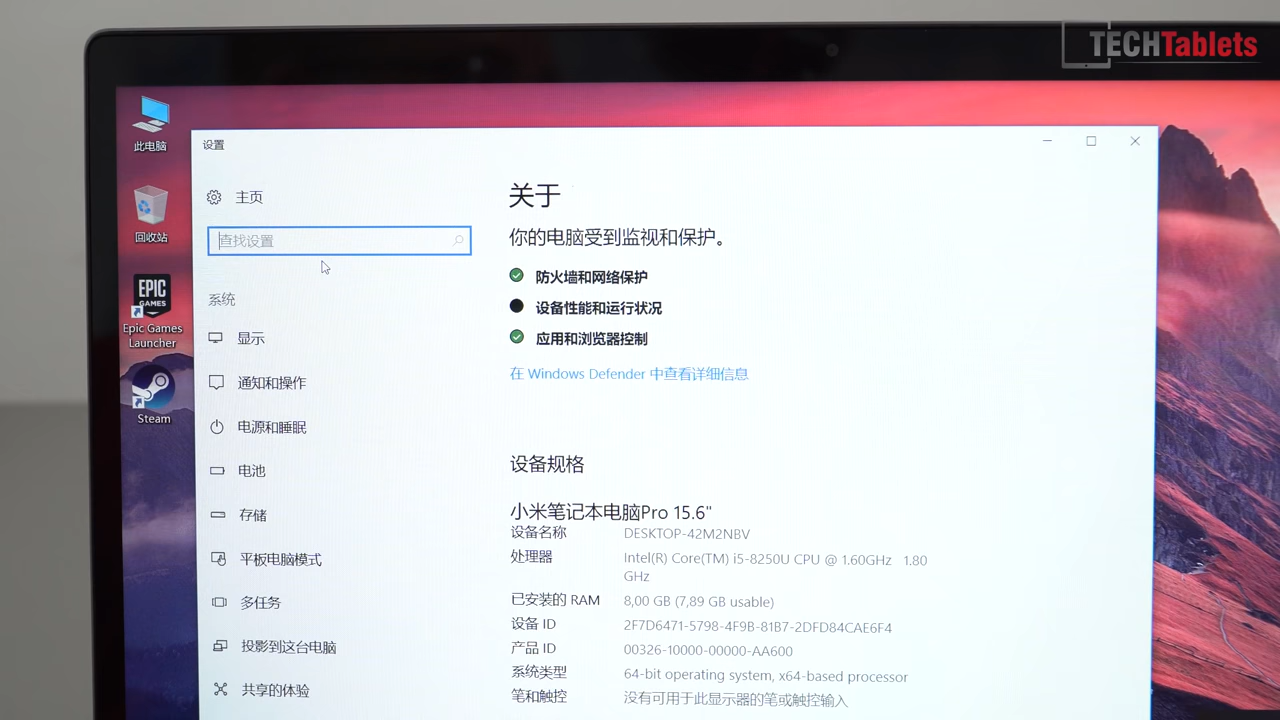 TECHTablets
此电脑
回收站
EPIC
GAMES
Epic Games
Launcher
Steam
设置
主页
查找设置
系统
显示
通知和操作
电源和睡眠
电池
存储
平板电脑模式
多任务
投影到这台电脑
共享的体验
关于
你的电脑受到监视和保护。
防火墙和网络保护
设备性能和运行状况
应用和浏览器控制
在 Windows Defender 中查看详细信息
设备规格
小米笔记本电脑Pro 15.6"
设备名称 DESKTOP-42M2NBV
处理器 Intel(R) Core(TM) i5-8250U CPU @ 1.60GHz 1.80
GHz
已安装的 RAM 8,00 GB (7,89 GB usable)
设备 ID 2F7D6471-5798-4F9B-81B7-2DFD84CAE6F4
产品 ID 00326-10000-00000-AA600
系统类型 64-bit operating system, x64-based processor
笔和触控 没有可用于此显示器的笔或触控输入